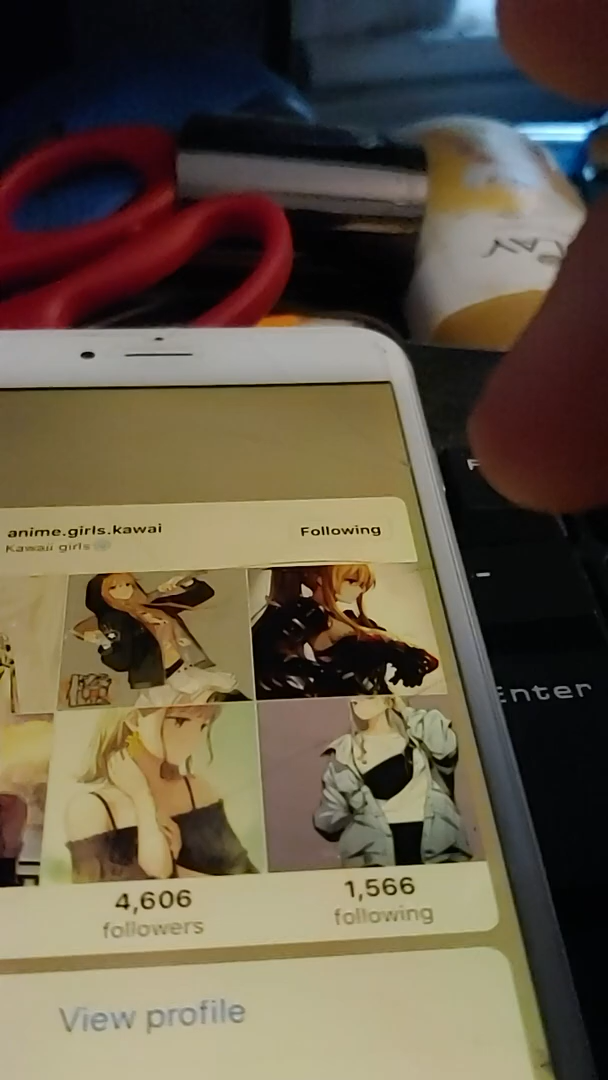 anime.girls.kawai
Following
Kawaii girls
4,606
1,566
followers
following
View profile
Enter